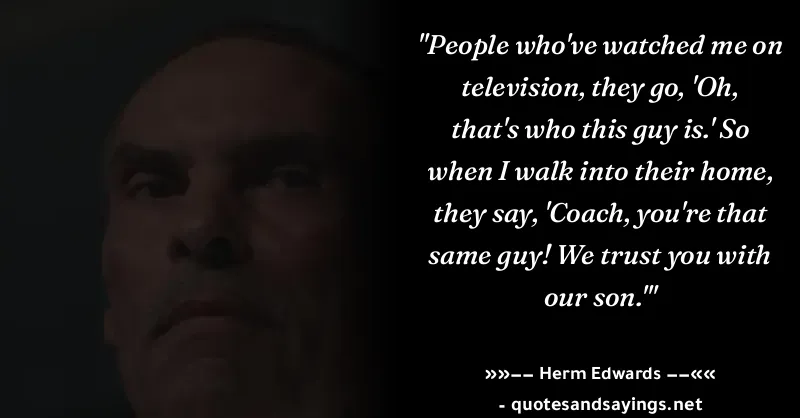 "People who've watched me on
television, they go, 'Oh,
that's who this guy is.' So
when I walk into their home,
they say, 'Coach, you're that
same guy! We trust you with
our son.'"
»»–– Herm Edwards ––««
- quotesandsayings.net